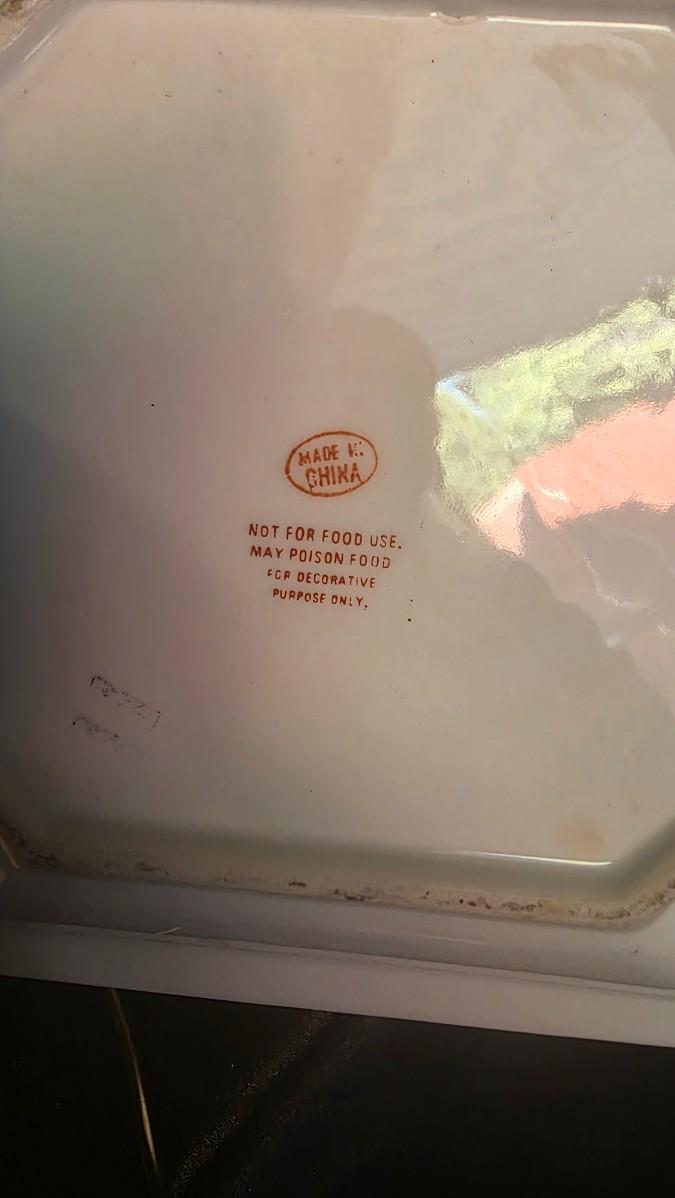 MADE IN
CHINA
NOT FOR FOOD USE.
MAY POISON FOOD
FOR DECORATIVE
PURPOSE ONLY.